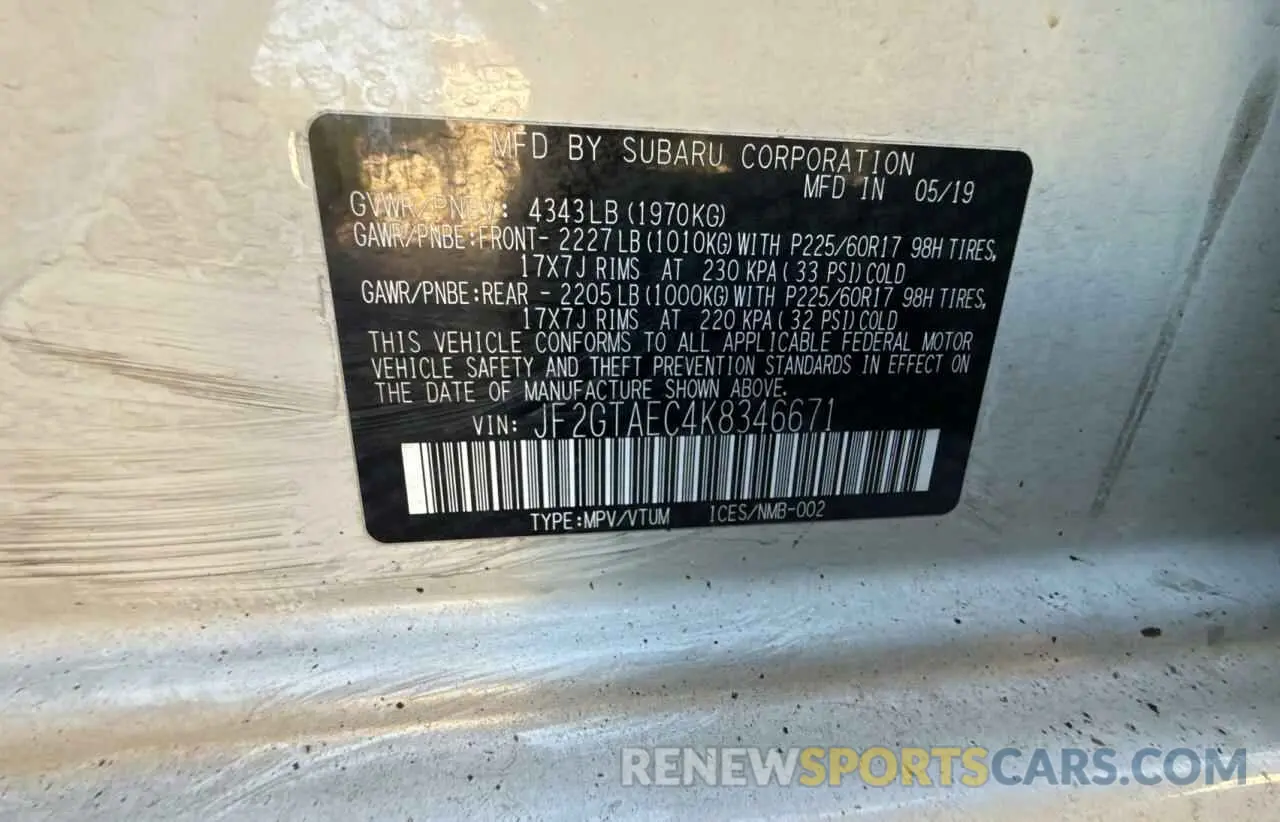 MFD BY SUBARU CORPORATION
MFD IN 05/19
GVWR/PNBV: 4343LB (1970KG)
GAWR/PNBE:FRONT- 2227 LB (1010KG) WITH P225/60R17 98H TIRES,
17X7J RIMS AT 230 KPA ( 33 PSI) COLD
GAWR/PNBE:REAR - 2205 LB (1000KG) WITH P225/60R17 98H TIRES,
17X7J RIMS AT 220 KPA ( 32 PSI) COLD
THIS VEHICLE CONFORMS TO ALL APPLICABLE FEDERAL MOTOR
VEHICLE SAFETY AND THEFT PREVENTION STANDARDS IN EFFECT ON
THE DATE OF MANUFACTURE SHOWN ABOVE.
VIN: JF2GTAEC4K8346671
TYPE:MPV/VTUM ICES/NMB-002
RENEWSPORTSCARS.COM